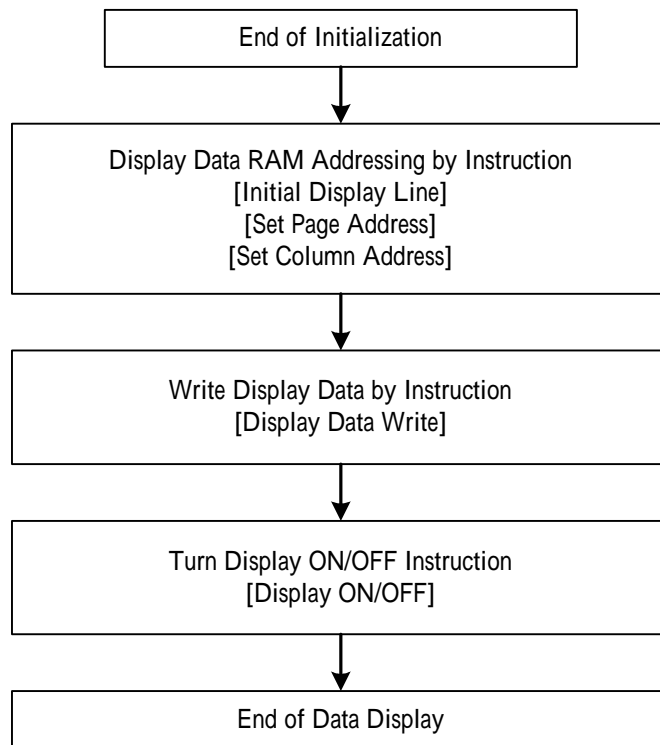 End of Initialization
Display Data RAM Addressing by Instruction
[Initial Display Line]
[Set Page Address]
[Set Column Address]
Write Display Data by Instruction
[Display Data Write]
Turn Display ON/OFF Instruction
[Display ON/OFF]
End of Data Display